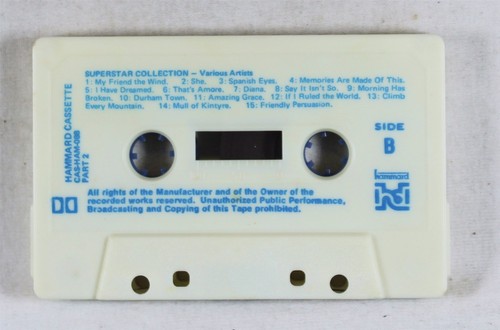 SUPERSTAR COLLECTION — Various Artists
1: My Friend the Wind. 2: She. 3: Spanish Eyes. 4: Memories Are Made Of This.
5: I Have Dreamed. 6: That's Amore. 7: Diana. 8: Say It Isn't So. 9: Morning Has
Broken. 10: Durham Town. 11: Amazing Grace. 12: If I Ruled the World. 13: Climb
Every Mountain. 14: Mull of Kintyre. 15: Friendly Persuasion.
HAMMARD CASSETTE
CAS-HAM-088
PART 2
SIDE
B
hammard
All rights of the Manufacturer and of the Owner of the
recorded works reserved. Unauthorized Public Performance,
Broadcasting and Copying of this Tape prohibited.